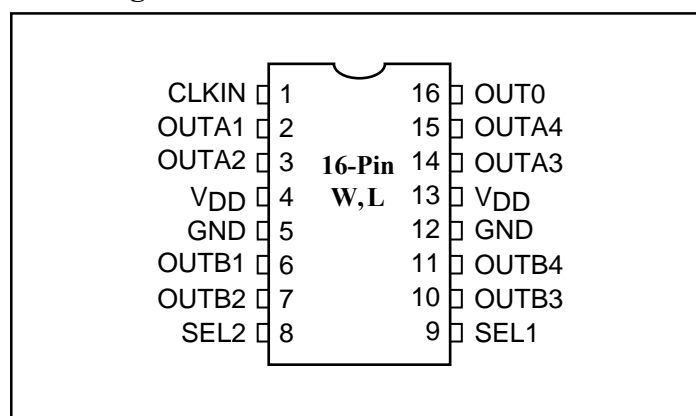 CLKIN 1 16 OUT0
OUTA1 2 15 OUTA4
OUTA2 3 16-Pin 14 OUTA3
VDD 4 W, L 13 VDD
GND 5 12 GND
OUTB1 6 11 OUTB4
OUTB2 7 10 OUTB3
SEL2 8 9 SEL1